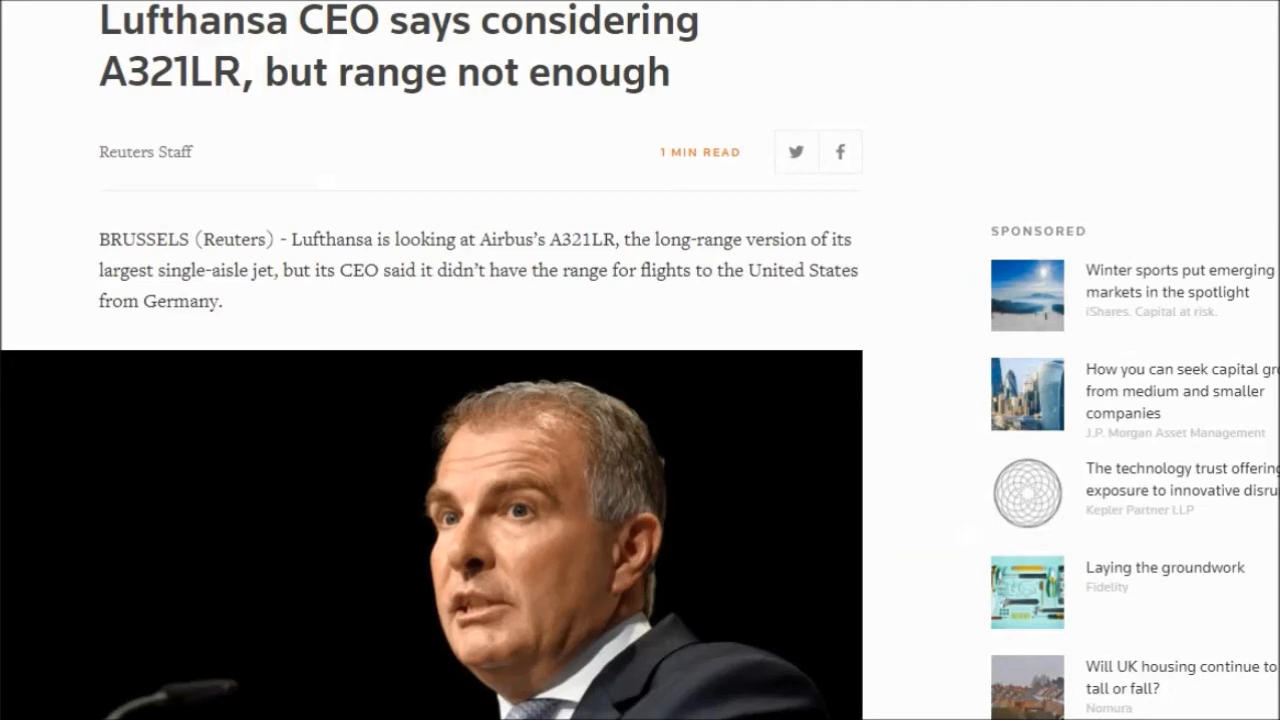 Lufthansa CEO says considering
A321LR, but range not enough
Reuters Staff
1 MIN READ
BRUSSELS (Reuters) - Lufthansa is looking at Airbus’s A321LR, the long-range version of its
largest single-aisle jet, but its CEO said it didn’t have the range for flights to the United States
from Germany.
SPONSORED
Winter sports put emerging
markets in the spotlight
iShares. Capital at risk.
How you can seek capital
from medium and smaller
companies
J.P. Morgan Asset Management
The technology trust offering
exposure to innovative
Kepler Partner LLP
Laying the groundwork
Fidelity
Will UK housing continue to
tall or fall?
Nomura